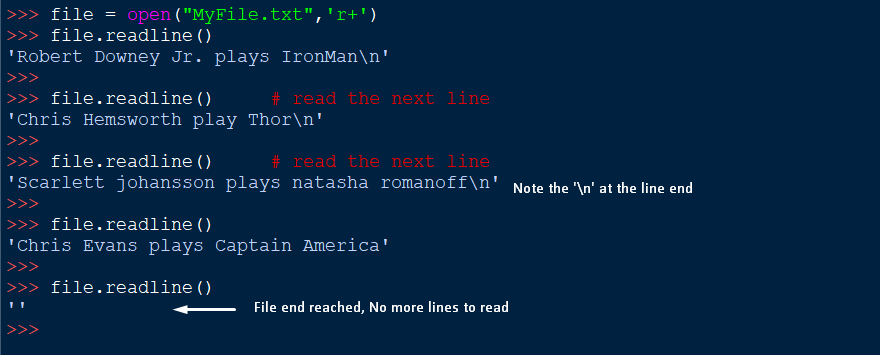 >>> file = open("MyFile.txt",'r+')
>>> file.readline()
'Robert Downey Jr. plays IronMan\n'
>>>
>>> file.readline()     # read the next line
'Chris Hemsworth play Thor\n'
>>>
>>> file.readline()     # read the next line
'Scarlett johansson plays natasha romanoff\n' Note the '\n' at the line end
>>>
>>> file.readline()
'Chris Evans plays Captain America'
>>>
>>> file.readline()
'' File end reached, No more lines to read
>>>